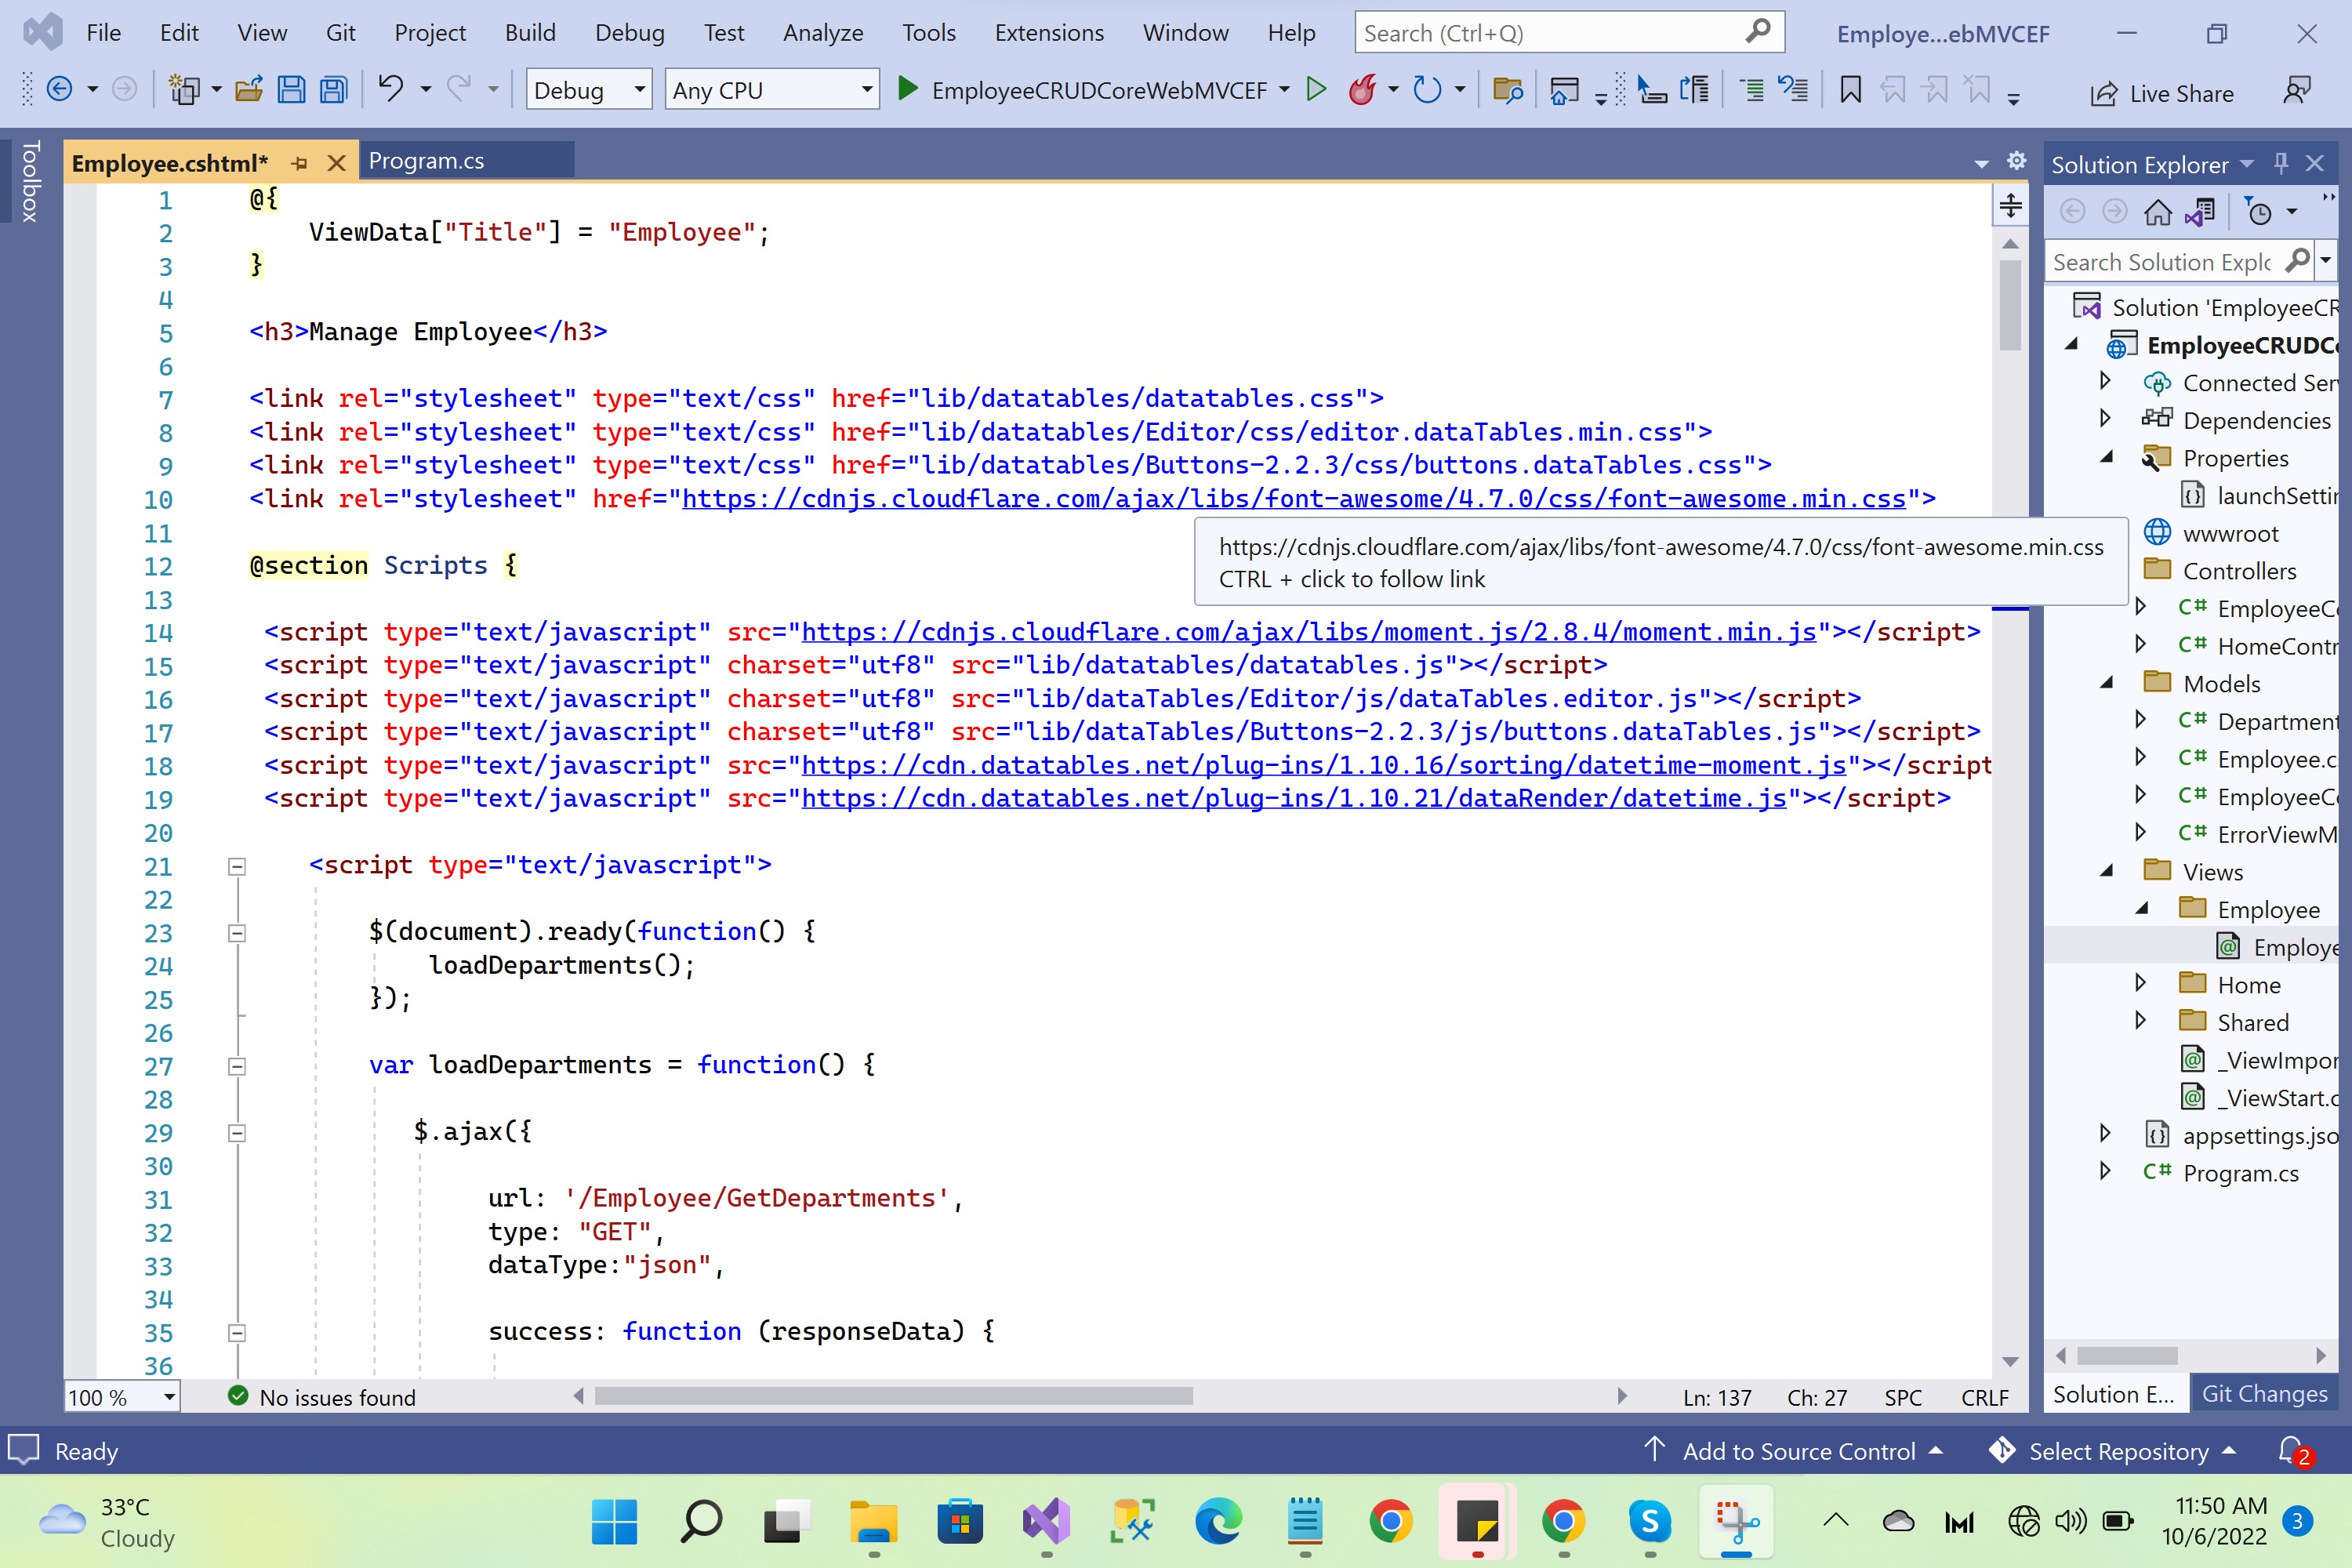 File Edit View Git Project Build Debug Test Analyze Tools Extensions Window Help Search (Ctrl+Q) Employe...ebMVCEF
Debug Any CPU EmployeeCRUDCoreWebMVCEF Live Share
Toolbox
Employee.cshtml* Program.cs
1 @{
2 ViewData["Title"] = "Employee";
3 }
4
5 <h3>Manage Employee</h3>
6
7 <link rel="stylesheet" type="text/css" href="lib/datatables/datatables.css">
8 <link rel="stylesheet" type="text/css" href="lib/datatables/Editor/css/editor.dataTables.min.css">
9 <link rel="stylesheet" type="text/css" href="lib/datatables/Buttons-2.2.3/css/buttons.dataTables.css">
10 <link rel="stylesheet" href="https://cdnjs.cloudflare.com/ajax/libs/font-awesome/4.7.0/css/font-awesome.min.css">
11
https://cdnjs.cloudflare.com/ajax/libs/font-awesome/4.7.0/css/font-awesome.min.css
CTRL + click to follow link
12 @section Scripts {
13
14 <script type="text/javascript" src="https://cdnjs.cloudflare.com/ajax/libs/moment.js/2.8.4/moment.min.js"></script>
15 <script type="text/javascript" charset="utf8" src="lib/datatables/datatables.js"></script>
16 <script type="text/javascript" charset="utf8" src="lib/dataTables/Editor/js/dataTables.editor.js"></script>
17 <script type="text/javascript" charset="utf8" src="lib/dataTables/Buttons-2.2.3/js/buttons.dataTables.js"></script>
18 <script type="text/javascript" src="https://cdn.datatables.net/plug-ins/1.10.16/sorting/datetime-moment.js"></script
19 <script type="text/javascript" src="https://cdn.datatables.net/plug-ins/1.10.21/dataRender/datetime.js"></script>
20
21 <script type="text/javascript">
22
23 $(document).ready(function() {
24 loadDepartments();
25 });
26
27 var loadDepartments = function() {
28
29 $.ajax({
30
31 url: '/Employee/GetDepartments',
32 type: "GET",
33 dataType:"json",
34
35 success: function (responseData) {
36
100 % No issues found Ln: 137 Ch: 27 SPC CRLF
Solution Explorer
Search Solution Explo
Solution 'EmployeeCR
EmployeeCRUDCo
Connected Ser
Dependencies
Properties
launchSettin
wwwroot
Controllers
C# EmployeeCo
C# HomeContr
Models
C# Department
C# Employee.c
C# EmployeeCo
C# ErrorViewM
Views
Employee
Employe
Home
Shared
_ViewImpor
_ViewStart.c
appsettings.jso
C# Program.cs
Solution E... Git Changes
Ready Add to Source Control Select Repository 2
33°C
Cloudy
11:50 AM
10/6/2022
3